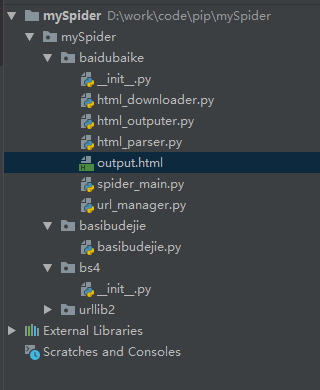 mySpider D:\work\code\pip\mySpider
mySpider
baidubaike
__init__.py
html_downloader.py
html_outputer.py
html_parser.py
output.html
spider_main.py
url_manager.py
basibudejie
basibudejie.py
bs4
__init__.py
urllib2
External Libraries
Scratches and Consoles